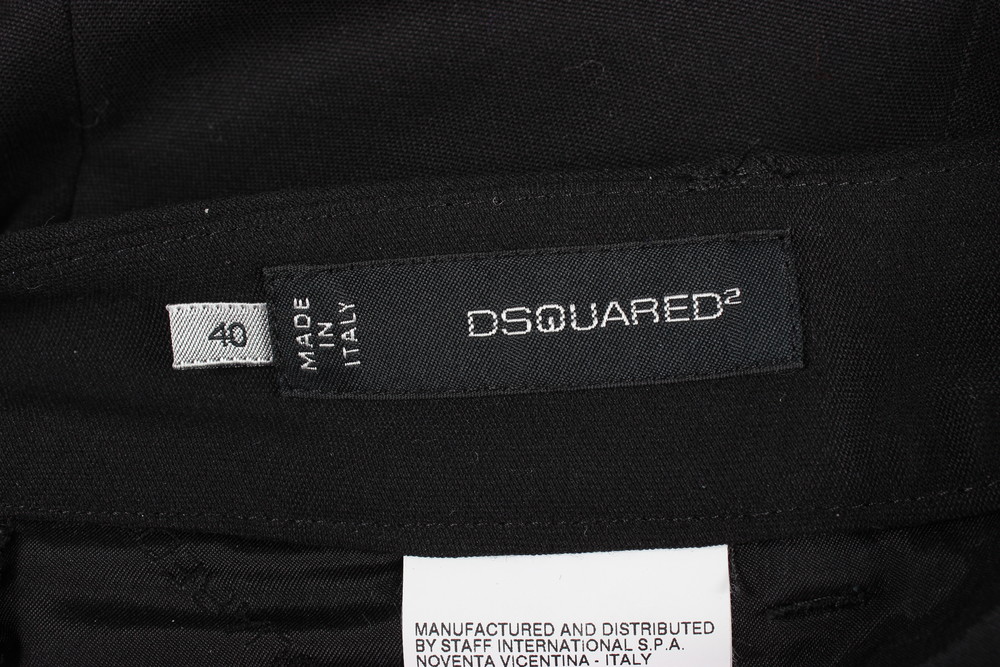 40
MADE
IN
ITALY
DSQUARED²
MANUFACTURED AND DISTRIBUTED
BY STAFF INTERNATIONAL S.P.A.
NOVENTA VICENTINA - ITALY